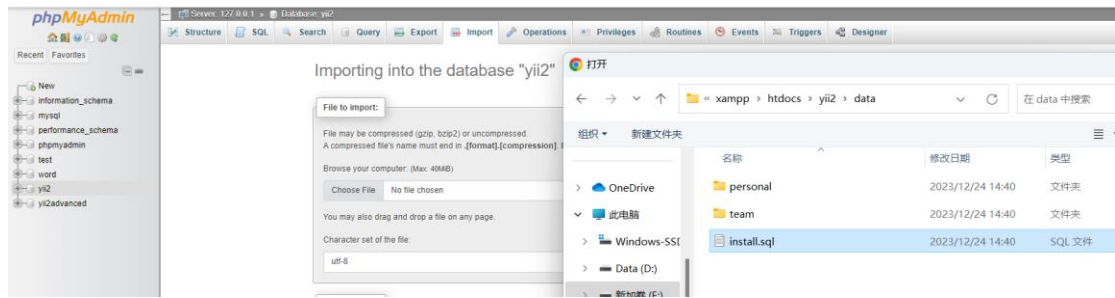 phpMyAdmin
Recent Favorites
New
information_schema
mysql
performance_schema
phpmyadmin
test
word
yii2
yii2advanced
Server: 127.0.0.1 » Database: yii2
Structure SQL Search Query Export Import Operations Privileges Routines Events Triggers Designer
Importing into the database "yii2"
File to import:
File may be compressed (gzip, bzip2) or uncompressed.
A compressed file's name must end in .[format].[compression].
Browse your computer: (Max: 40MiB)
Choose File No file chosen
You may also drag and drop a file on any page.
Character set of the file:
utf-8
打开
« xampp › htdocs › yii2 › data
在 data 中搜索
组织 新建文件夹
名称 修改日期 类型
OneDrive
此电脑
Windows-SSD
Data (D:)
新加卷 (E:)
personal 2023/12/24 14:40 文件夹
team 2023/12/24 14:40 文件夹
install.sql 2023/12/24 14:40 SQL 文件